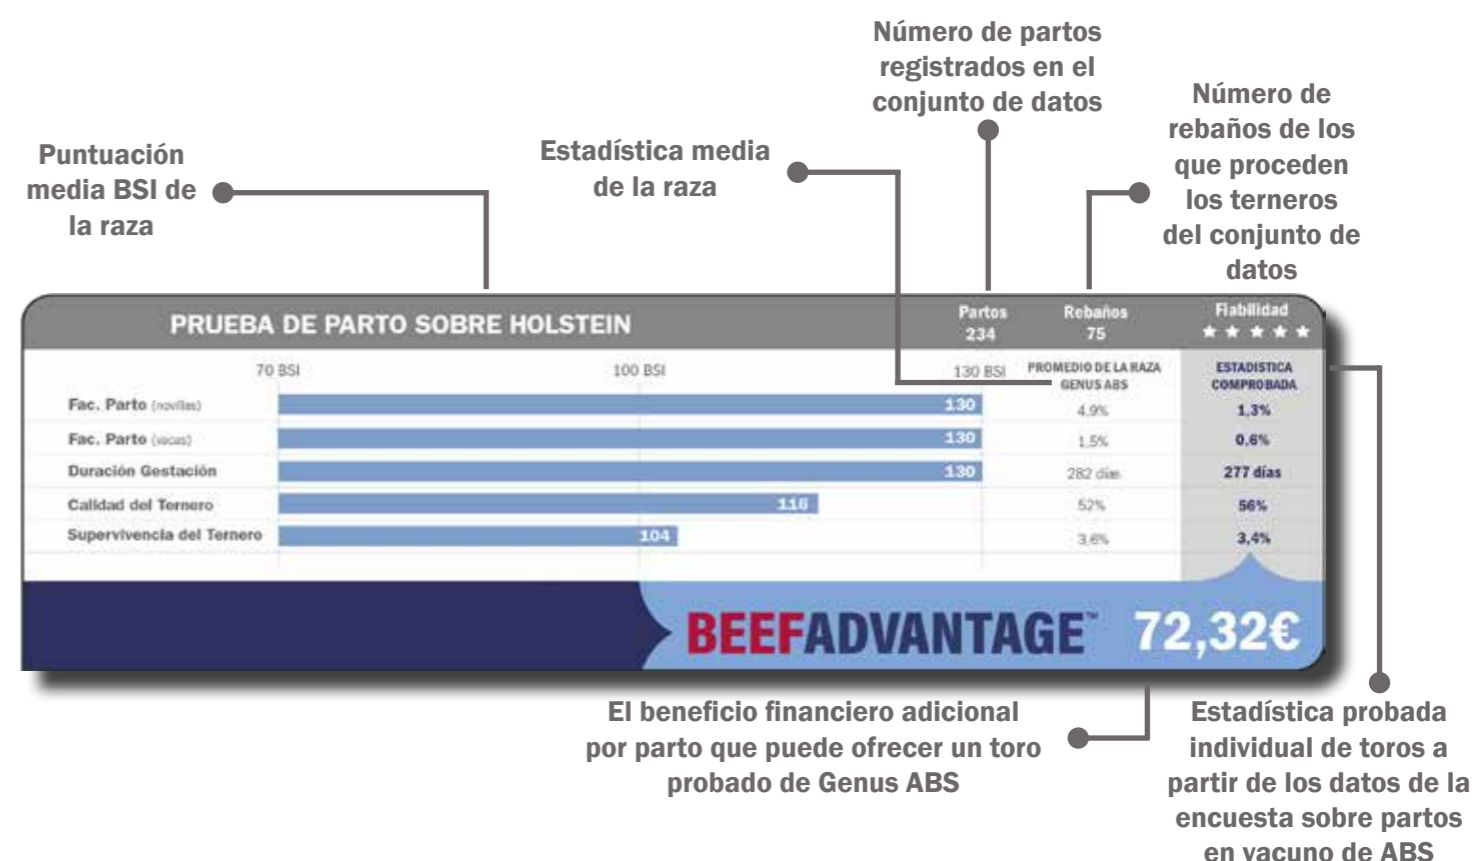 Número de partos
registrados en el
conjunto de datos
Número de
rebaños de los
que proceden
los terneros
del conjunto de
datos
Estadística media
de la raza
Puntuación
media BSI de
la raza
PRUEBA DE PARTO SOBRE HOLSTEIN
Partos
234
Rebaños
75
Fiabilidad
70 BSI
100 BSI
130 BSI
PROMEDIO DE LA RAZA
GENUS ABS
ESTADISTICA
COMPROBADA
Fac. Parto (novillas) 130 4,9% 1,3%
Fac. Parto (vacas) 130 1,5% 0,6%
Duración Gestación 130 282 días 277 días
Calidad del Ternero 116 52% 56%
Supervivencia del Ternero 104 3,6% 3,4%
BEEFADVANTAGE™ 72,32€
El beneficio financiero adicional
por parto que puede ofrecer un toro
probado de Genus ABS
Estadística probada
individual de toros a
partir de los datos de la
encuesta sobre partos
en vacuno de ABS